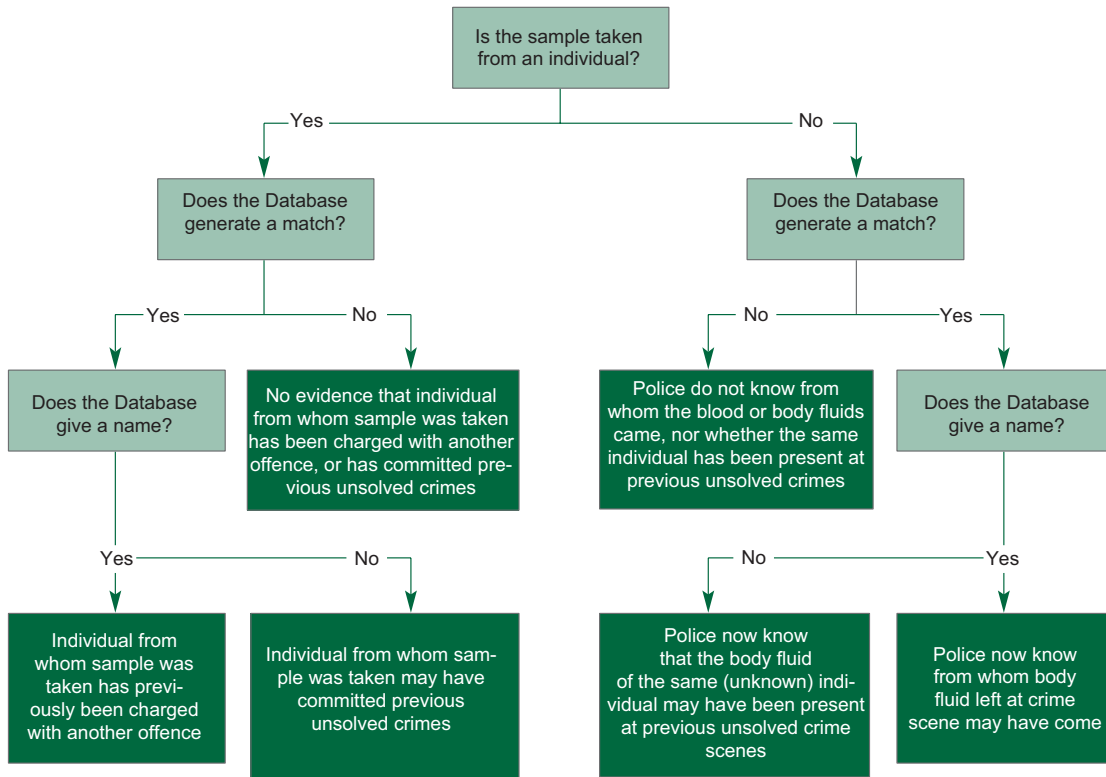 Is the sample taken
from an individual?
Yes
No
Does the Database
generate a match?
Does the Database
generate a match?
Yes
No
No
Yes
Does the Database
give a name?
No evidence that individual
from whom sample was taken
has been charged with another
offence, or has committed pre-
vious unsolved crimes
Police do not know from
whom the blood or body fluids
came, nor whether the same
individual has been present at
previous unsolved crimes
Does the Database
give a name?
Yes
No
No
Yes
Individual from
whom sample was
taken has previ-
ously been charged
with another offence
Individual from whom sam-
ple was taken may have
committed previous
unsolved crimes
Police now know
that the body fluid
of the same (unknown) indi-
vidual may have been present
at previous unsolved crime
scenes
Police now know
from whom body
fluid left at crime
scene may have
come